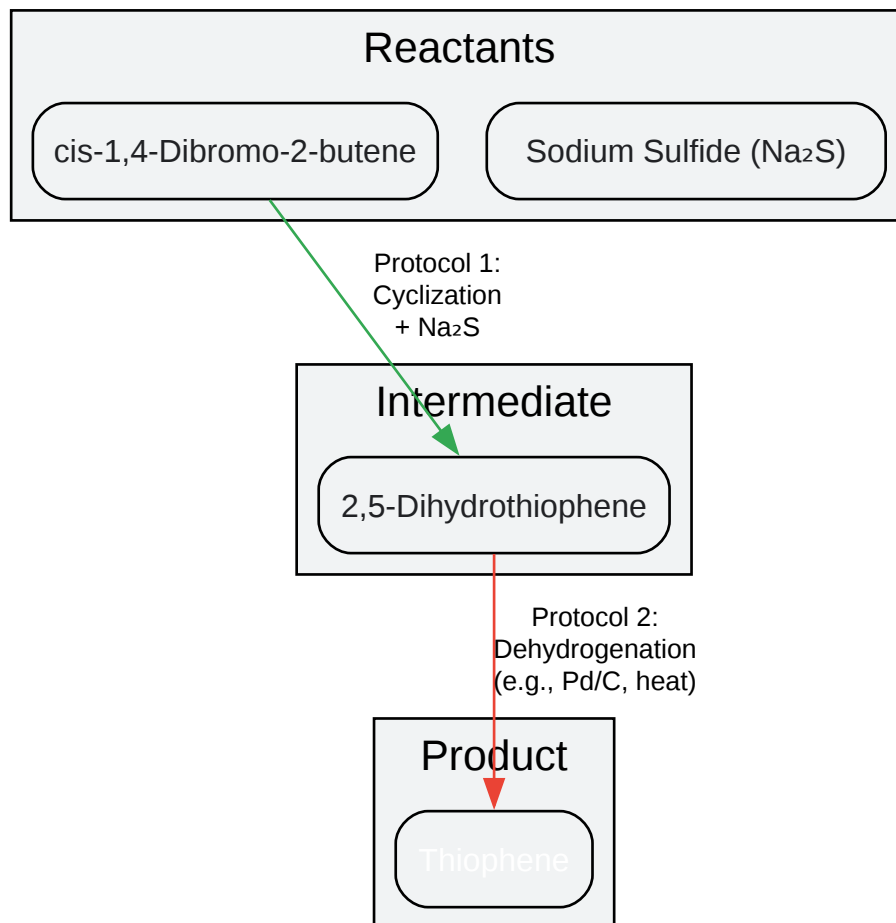 Reactants
cis-1,4-Dibromo-2-butene
Sodium Sulfide (Na₂S)
Protocol 1:
Cyclization
+ Na₂S
Intermediate
2,5-Dihydrothiophene
Protocol 2:
Dehydrogenation
(e.g., Pd/C, heat)
Product
Thiophene